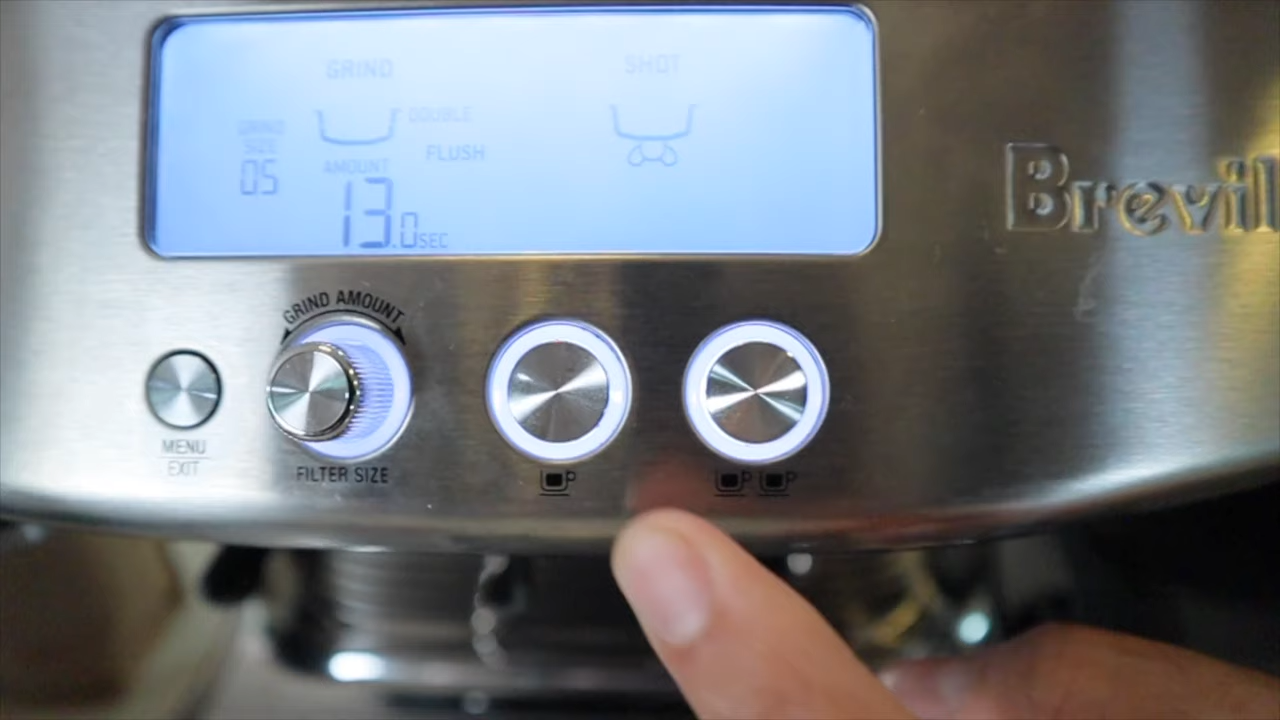 GRIND
SHOT
GRIND
SIZE
05
DOUBLE
FLUSH
AMOUNT
13.0SEC
Brevil
GRIND AMOUNT
MENU
EXIT
FILTER SIZE